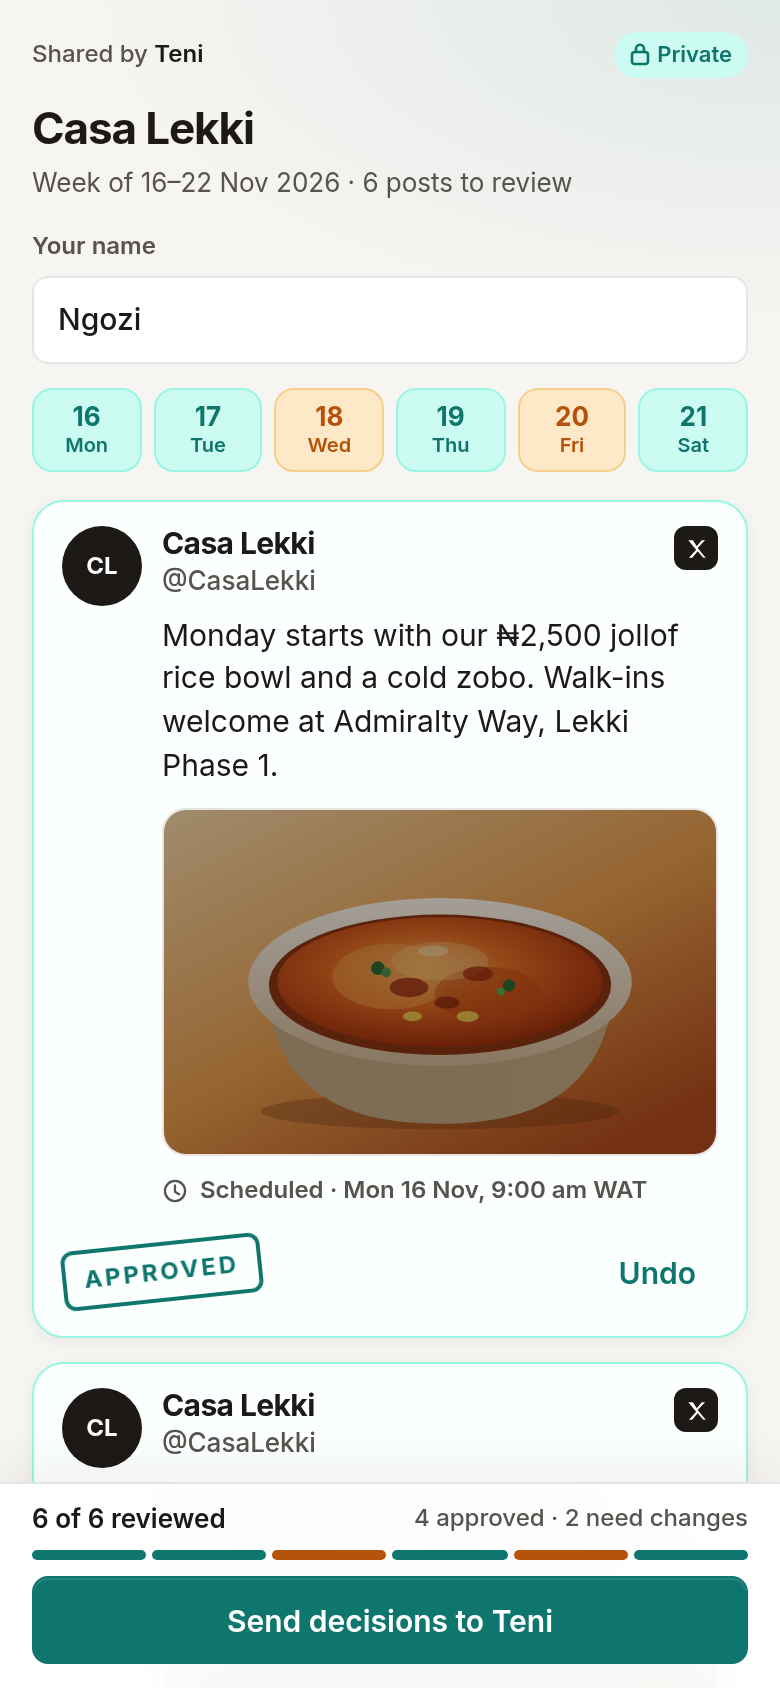 Shared by Teni
Private
Casa Lekki
Week of 16–22 Nov 2026 · 6 posts to review
Your name
Ngozi
16 17 18 19 20 21
Mon Tue Wed Thu Fri Sat
CL
Casa Lekki
X
@CasaLekki
Monday starts with our ₦2,500 jollof
rice bowl and a cold zobo. Walk-ins
welcome at Admiralty Way, Lekki
Phase 1.
Scheduled · Mon 16 Nov, 9:00 am WAT
APPROVED
Undo
CL
Casa Lekki
X
@CasaLekki
6 of 6 reviewed
4 approved · 2 need changes
Send decisions to Teni